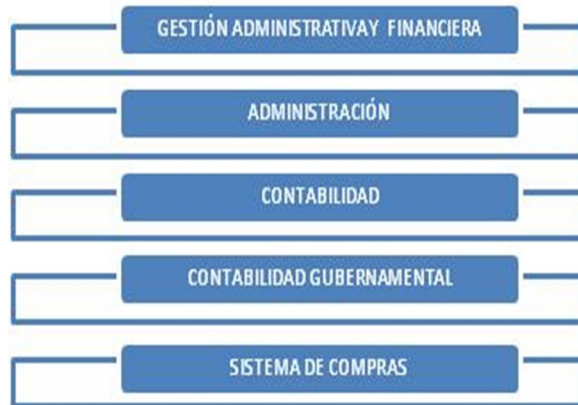 GESTIÓN ADMINISTRATIVAY FINANCIERA
ADMINISTRACIÓN
CONTABILIDAD
CONTABILIDAD GUBERNAMENTAL
SISTEMA DE COMPRAS